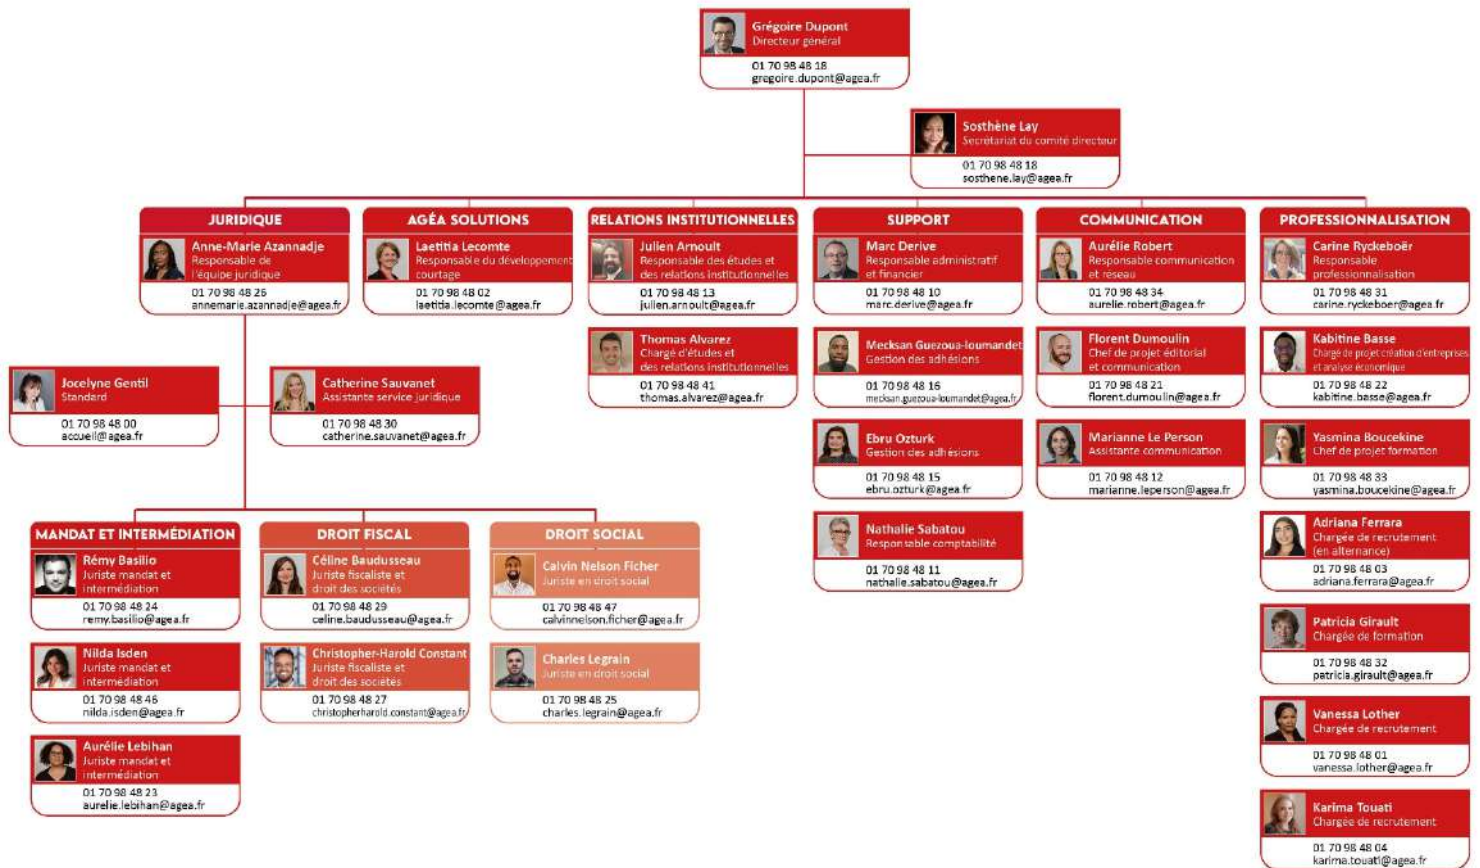 Grégoire Dupont
Directeur général
01 70 98 48 18
gregoire.dupont@agea.fr
Sosthène Lay
Secrétariat du comité directeur
01 70 98 48 18
sosthene.lay@agea.fr
JURIDIQUE
Anne-Marie Azannadje
Responsable de
l'équipe juridique
01 70 98 48 26
annemarie.azannadje@agea.fr
AGÉA SOLUTIONS
Laetitia Lecomte
Responsable du développement
courtage
01 70 98 48 02
laetitia.lecomte@agea.fr
RELATIONS INSTITUTIONNELLES
Julien Arnoult
Responsable des études et
des relations institutionnelles
01 70 98 48 13
julien.arnoult@agea.fr
Thomas Alvarez
Chargé d'études et
des relations institutionnelles
01 70 98 48 41
thomas.alvarez@agea.fr
SUPPORT
Marc Derive
Responsable administratif
et financier
01 70 98 48 10
marc.derive@agea.fr
Mecksan Guezoua-loumandet
Gestion des adhésions
01 70 98 48 16
mecksan.guezoua-loumandet@agea.fr
Ebru Ozturk
Gestion des adhésions
01 70 98 48 15
ebru.ozturk@agea.fr
Nathalie Sabatou
Responsable comptabilité
01 70 98 48 11
nathalie.sabatou@agea.fr
COMMUNICATION
Aurélie Robert
Responsable communication
et réseau
01 70 98 48 34
aurelie.robert@agea.fr
Florent Dumoulin
Chef de projet éditorial
et communication
01 70 98 48 21
florent.dumoulin@agea.fr
Marianne Le Person
Assistante communication
01 70 98 48 12
marianne.leperson@agea.fr
PROFESSIONNALISATION
Carine Ryckeboër
Responsable
professionnalisation
01 70 98 48 31
carine.ryckeboer@agea.fr
Kabitine Basse
Chargé de projet création d'entreprises
et analyse économique
01 70 98 48 22
kabitine.basse@agea.fr
Yasmina Boucekine
Chef de projet formation
01 70 98 48 33
yasmina.boucekine@agea.fr
Adriana Ferrara
Chargée de recrutement
(en alternance)
01 70 98 48 03
adriana.ferrara@agea.fr
Patricia Girault
Chargée de formation
01 70 98 48 32
patricia.girault@agea.fr
Vanessa Lother
Chargée de recrutement
01 70 98 48 01
vanessa.lother@agea.fr
Karima Touati
Chargée de recrutement
01 70 98 48 04
karima.touati@agea.fr
Jocelyne Gentil
Standard
01 70 98 48 00
accueil@agea.fr
Catherine Sauvanet
Assistante service juridique
01 70 98 48 30
catherine.sauvanet@agea.fr
MANDAT ET INTERMÉDIATION
Rémy Basilio
Juriste mandat et
intermédiation
01 70 98 48 24
remy.basilio@agea.fr
Nilda Isden
Juriste mandat et
intermédiation
01 70 98 48 46
nilda.isden@agea.fr
Aurélie Lebihan
Juriste mandat et
intermédiation
01 70 98 48 23
aurelie.lebihan@agea.fr
DROIT FISCAL
Céline Baudusseau
Juriste fiscaliste et
droit des sociétés
01 70 98 48 29
celine.baudusseau@agea.fr
Christopher-Harold Constant
Juriste fiscaliste et
droit des sociétés
01 70 98 48 27
christopherharold.constant@agea.fr
DROIT SOCIAL
Calvin Nelson Ficher
Juriste en droit social
01 70 98 48 47
calvinnelson.ficher@agea.fr
Charles Legrain
Juriste en droit social
01 70 98 48 25
charles.legrain@agea.fr